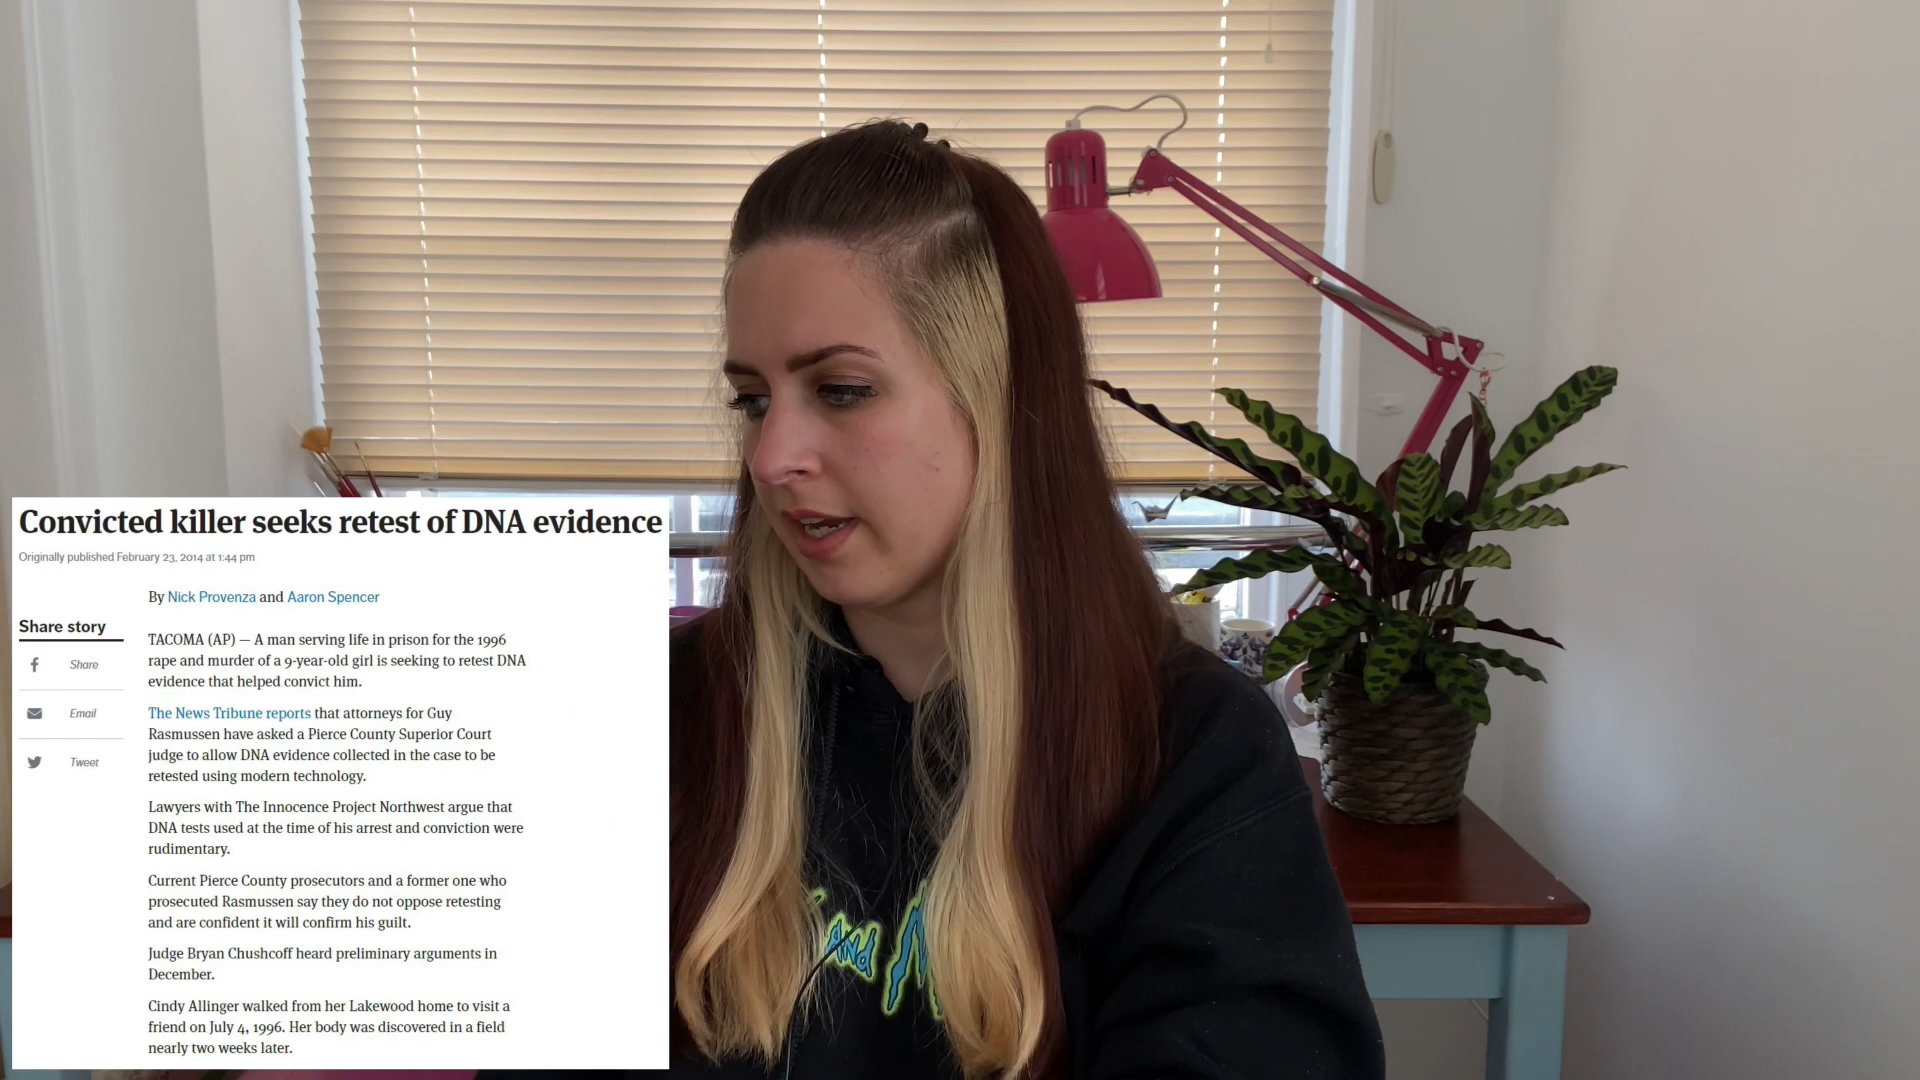 Convicted killer seeks retest of DNA evidence
Originally published February 23, 2014 at 1:44 pm
By Nick Provenza and Aaron Spencer
Share story
Share
Email
Tweet
TACOMA (AP) — A man serving life in prison for the 1996
rape and murder of a 9-year-old girl is seeking to retest DNA
evidence that helped convict him.
The News Tribune reports that attorneys for Guy
Rasmussen have asked a Pierce County Superior Court
judge to allow DNA evidence collected in the case to be
retested using modern technology.
Lawyers with The Innocence Project Northwest argue that
DNA tests used at the time of his arrest and conviction were
rudimentary.
Current Pierce County prosecutors and a former one who
prosecuted Rasmussen say they do not oppose retesting
and are confident it will confirm his guilt.
Judge Bryan Chushcoff heard preliminary arguments in
December.
Cindy Allinger walked from her Lakewood home to visit a
friend on July 4, 1996. Her body was discovered in a field
nearly two weeks later.
AND